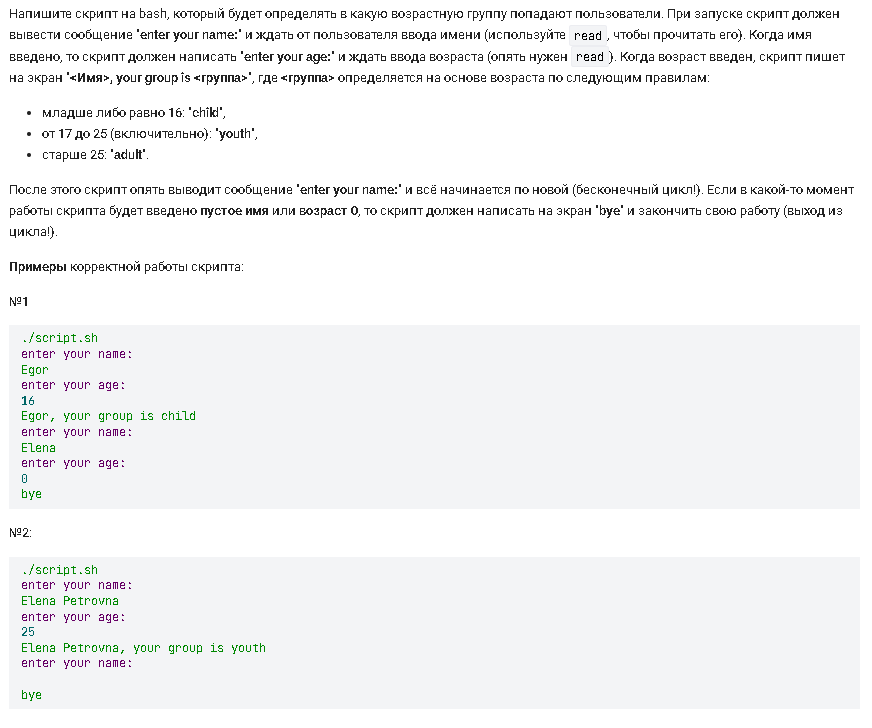 Напишите скрипт на bash, который будет определять в какую возрастную группу попадают пользователи. При запуске скрипт должен
вывести сообщение "enter your name:" и ждать от пользователя ввода имени (используйте read, чтобы прочитать его). Когда имя
введено, то скрипт должен написать "enter your age:" и ждать ввода возраста (опять нужен read). Когда возраст введен, скрипт пишет
на экран "<Имя>, your group is <группа>", где <группа> определяется на основе возраста по следующим правилам:
• младше либо равно 16: "child",
• от 17 до 25 (включительно): "youth",
• старше 25: "adult".
После этого скрипт опять выводит сообщение "enter your name:" и всё начинается по новой (бесконечный цикл!). Если в какой-то момент
работы скрипта будет введено пустое имя или возраст 0, то скрипт должен написать на экран "bye" и закончить свою работу (выход из
цикла!).
Примеры корректной работы скрипта:
№1
./script.sh
enter your name:
Egor
enter your age:
16
Egor, your group is child
enter your name:
Elena
enter your age:
0
bye
№2:
./script.sh
enter your name:
Elena Petrovna
enter your age:
25
Elena Petrovna, your group is youth
enter your name:
bye